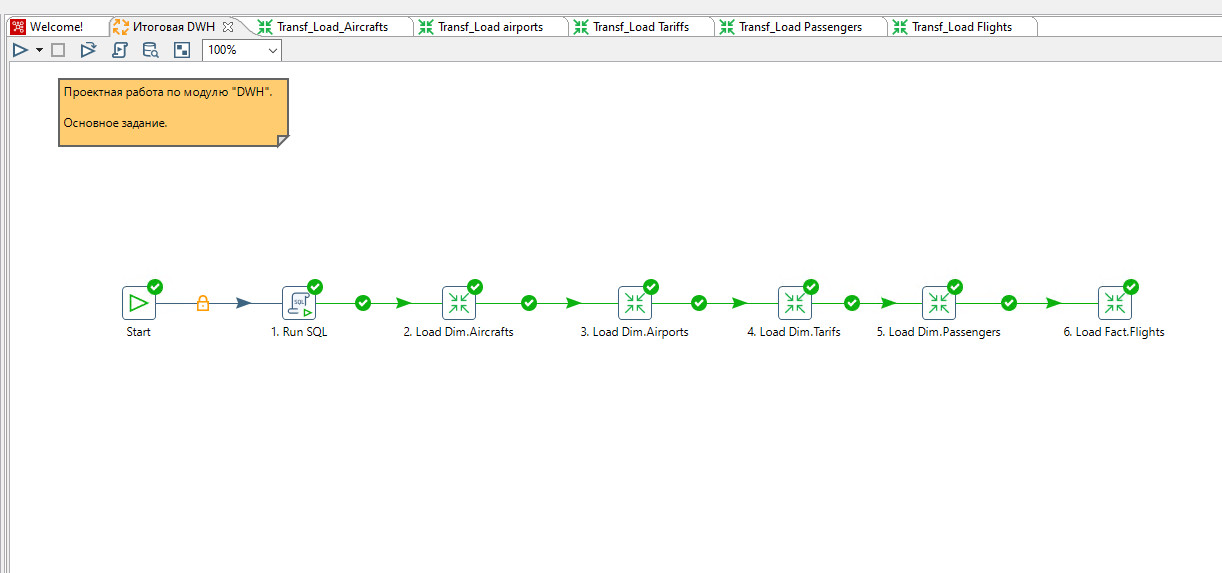 Welcome!
Итоговая DWH
Transf_Load_Aircrafts
Transf_Load airports
Transf_Load Tariffs
Transf_Load Passengers
Transf_Load Flights
100%
Проектная работа по модулю "DWH".
Основное задание.
SQL
Start
1. Run SQL
2. Load Dim.Aircrafts
3. Load Dim.Airports
4. Load Dim.Tarifs
5. Load Dim.Passengers
6. Load Fact.Flights